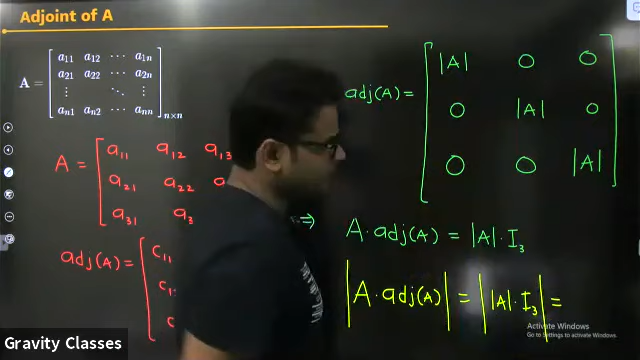 Adjoint of A
A = [ a11 a12 ⋯ a1n
a21 a22 ⋯ a2n
⋮ ⋱ ⋮
an1 an2 ⋯ ann ]n×n
A = [ a11 a12 a13
a21 a22 a
a31 a3
adj(A) = [ c11
adj(A) = [ |A| 0 0
0 |A| 0
0 0 |A| ]
⇒ A·adj(A) = |A|·I3
|A·adj(A)| = ||A|·I3| =
Activate Windows
Go to Settings to activate Windows.
Gravity Classes